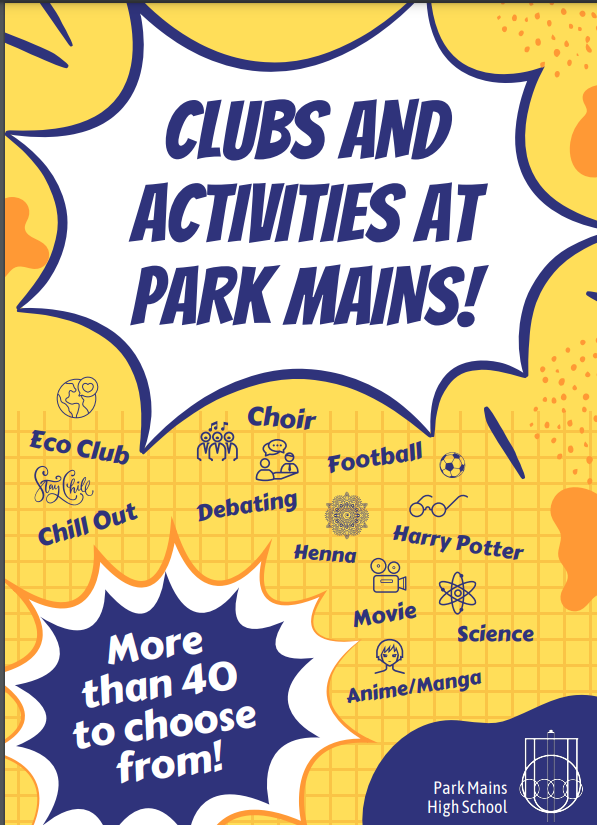 CLUBS AND
ACTIVITIES AT
PARK MAINS!
Choir
Eco Club
Football
Stay Chill
Debating
Chill Out
Harry Potter
Henna
Movie
Science
Anime/Manga
More
than 40
to choose
from!
Park Mains
High School